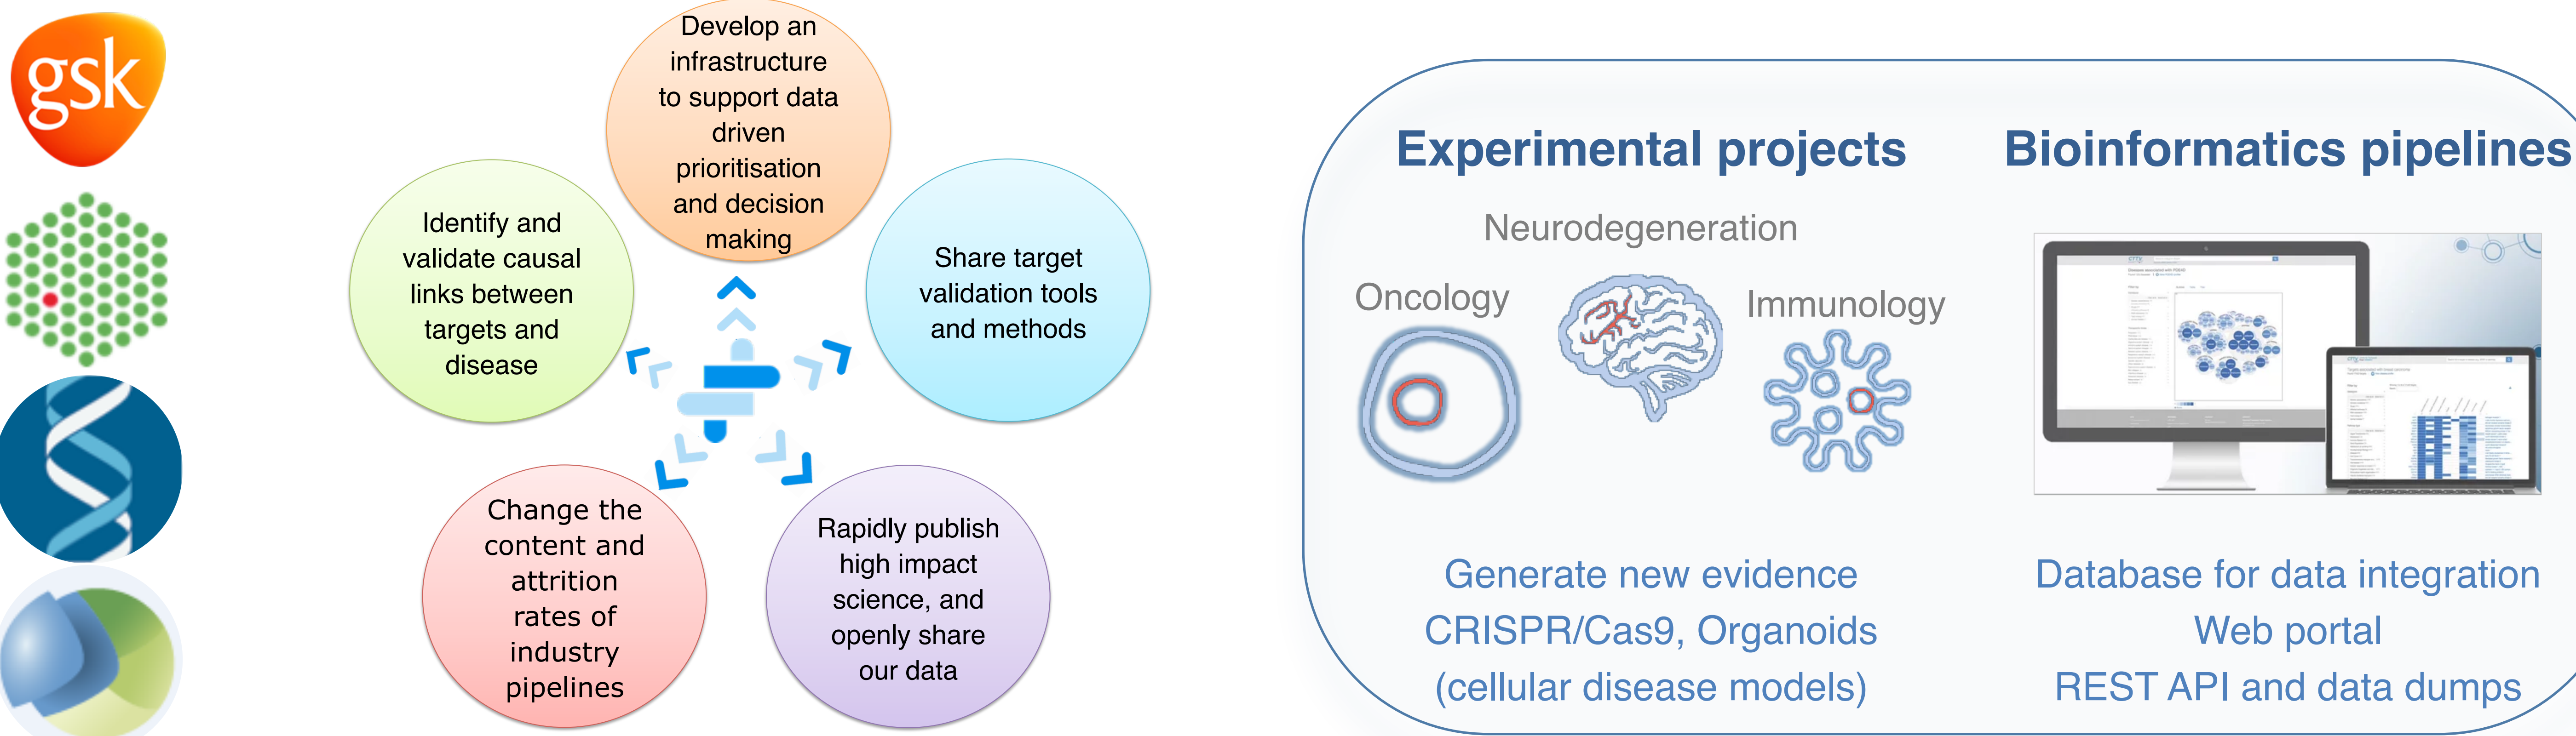 gsk
Develop an
infrastructure
to support data
driven
prioritisation
and decision
making
Identify and
validate causal
links between
targets and
disease
Share target
validation tools
and methods
Change the
content and
attrition
rates of
industry
pipelines
Rapidly publish
high impact
science, and
openly share
our data
Experimental projects
Neurodegeneration
Oncology
Immunology
Generate new evidence
CRISPR/Cas9, Organoids
(cellular disease models)
Bioinformatics pipelines
Database for data integration
Web portal
REST API and data dumps